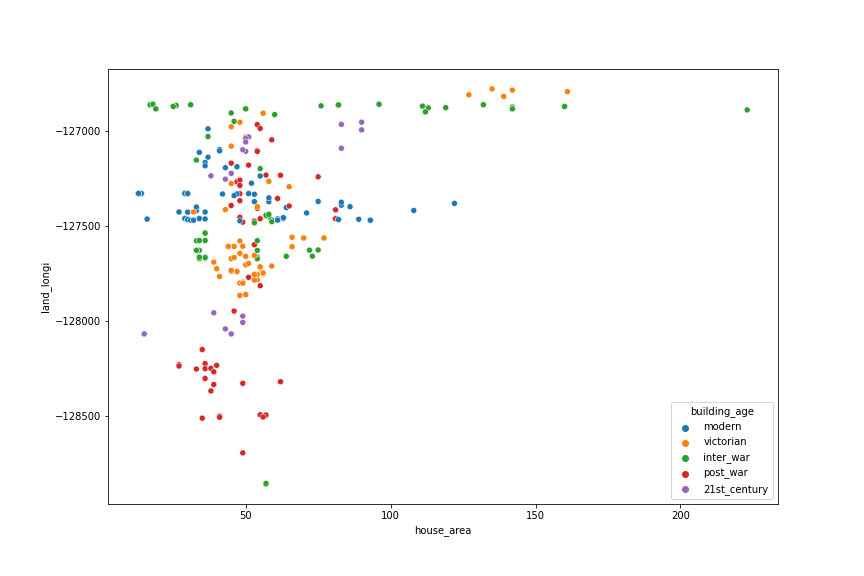 −127000
−127500
−128000
−128500
land_longi
50
100
150
200
house_area
building_age
modern
victorian
inter_war
post_war
21st_century